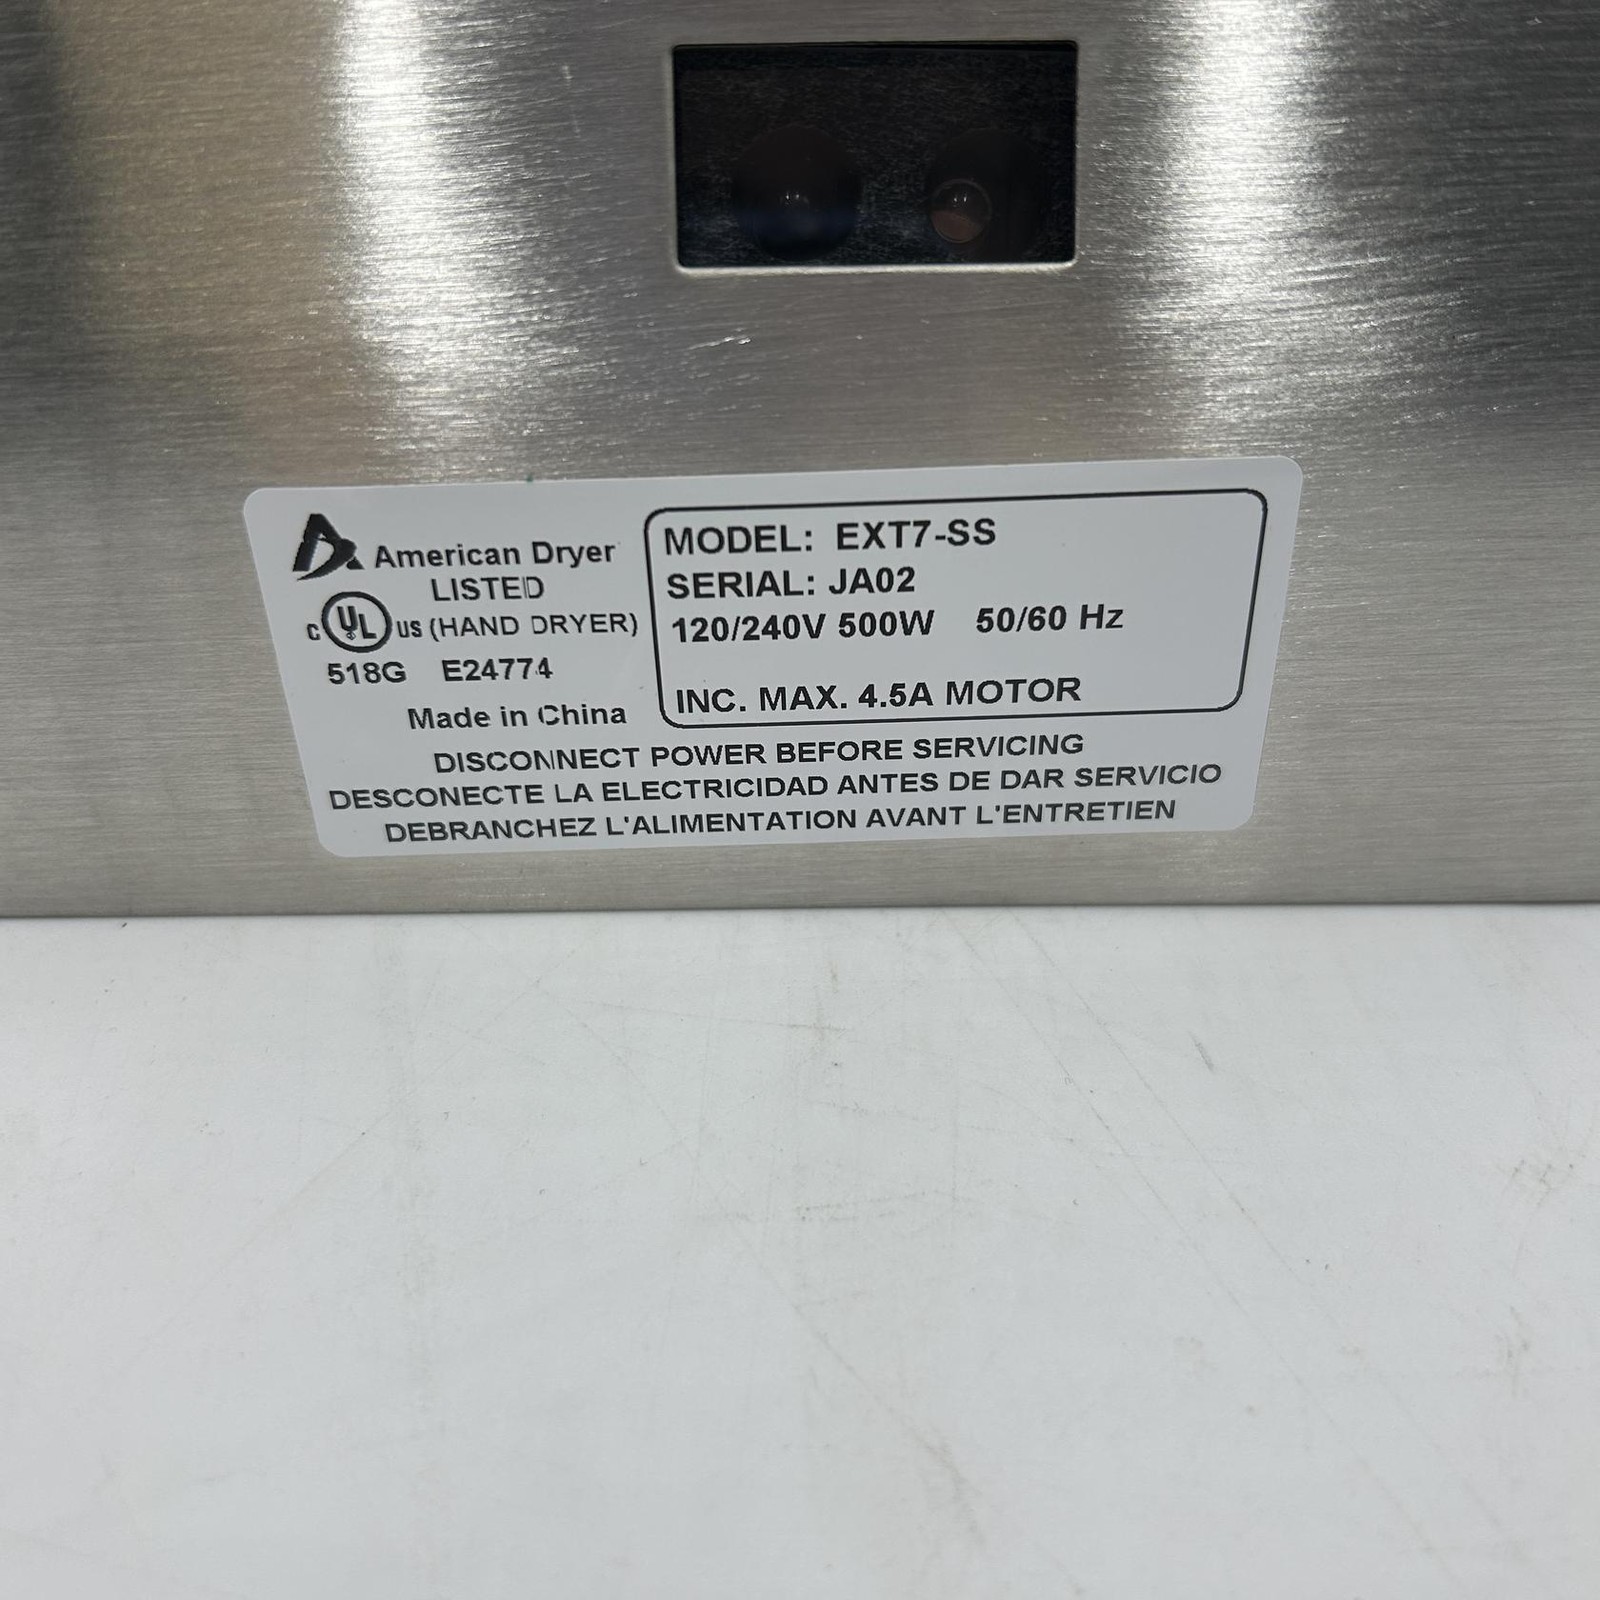 American Dryer
LISTED
C UL US (HAND DRYER)
518G E24774
Made in China
MODEL: EXT7-SS
SERIAL: JA02
120/240V 500W 50/60 Hz
INC. MAX. 4.5A MOTOR
DISCONNECT POWER BEFORE SERVICING
DESCONECTE LA ELECTRICIDAD ANTES DE DAR SERVICIO
DEBRANCHEZ L'ALIMENTATION AVANT L'ENTRETIEN